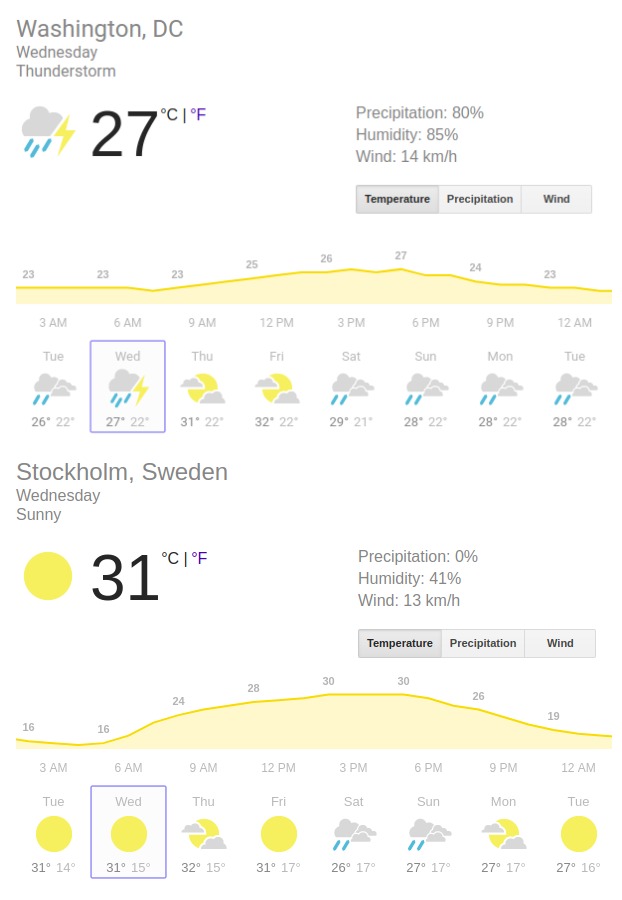 Washington, DC
Wednesday
Thunderstorm
27 °C | °F
Precipitation: 80%
Humidity: 85%
Wind: 14 km/h
Temperature Precipitation Wind
23 23 23 25 26 27 24 23
3 AM 6 AM 9 AM 12 PM 3 PM 6 PM 9 PM 12 AM
Tue Wed Thu Fri Sat Sun Mon Tue
26° 22° 27° 22° 31° 22° 32° 22° 29° 21° 28° 22° 28° 22° 28° 22°
Stockholm, Sweden
Wednesday
Sunny
31 °C | °F
Precipitation: 0%
Humidity: 41%
Wind: 13 km/h
Temperature Precipitation Wind
16 16 24 28 30 30 26 19
3 AM 6 AM 9 AM 12 PM 3 PM 6 PM 9 PM 12 AM
Tue Wed Thu Fri Sat Sun Mon Tue
31° 14° 31° 15° 32° 15° 31° 17° 26° 17° 27° 17° 27° 17° 27° 16°